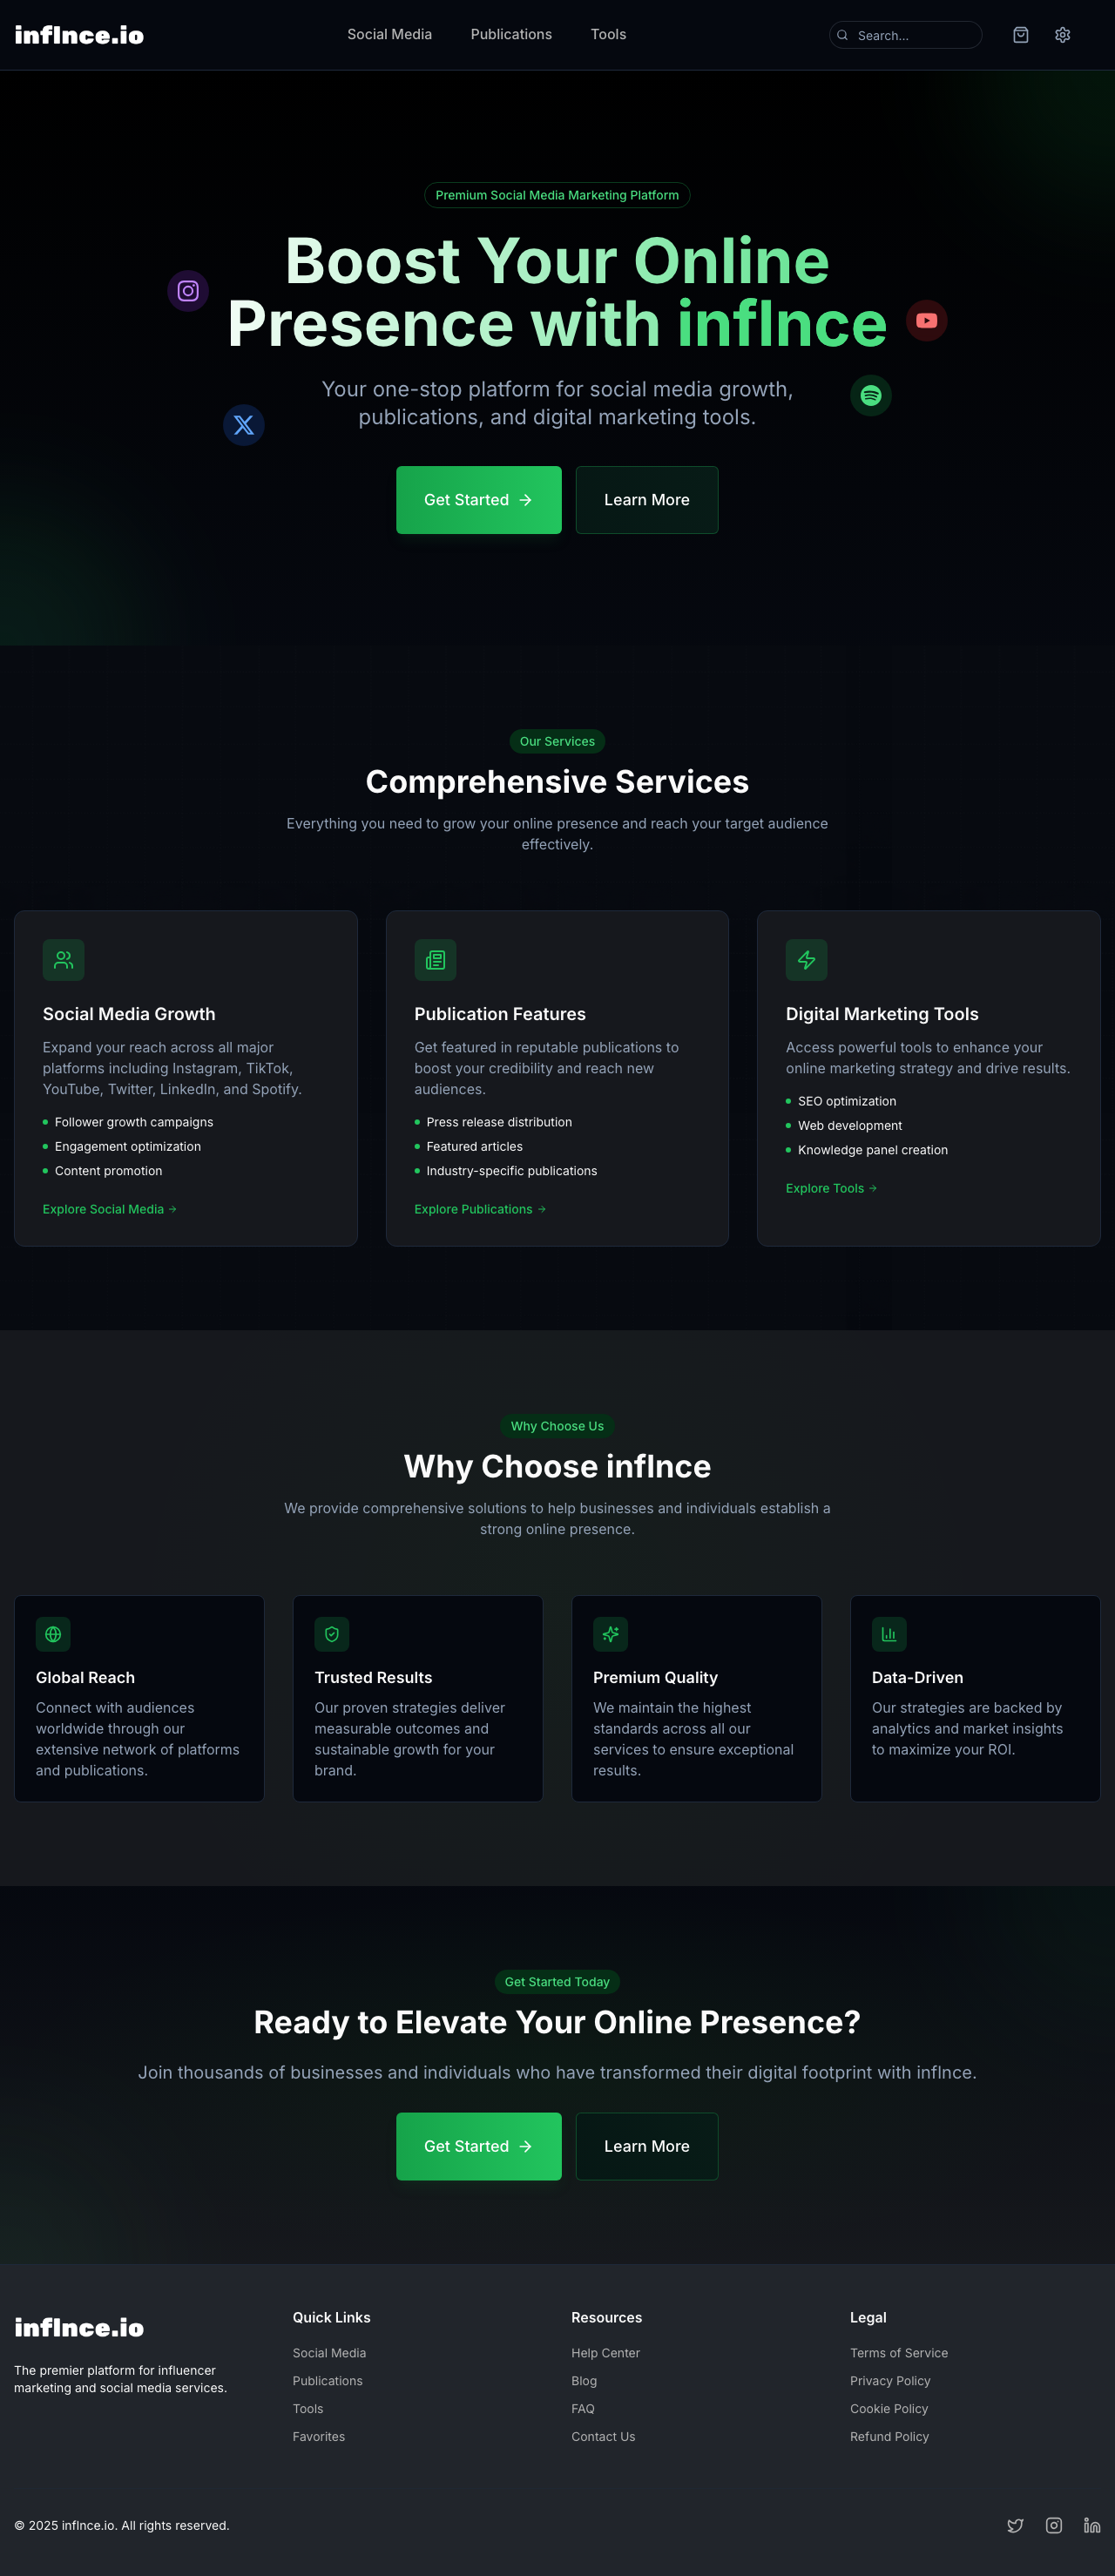 inflnce.io
Social Media
Publications
Tools
Search...
Premium Social Media Marketing Platform
Boost Your Online
Presence with inflnce
Your one-stop platform for social media growth,
publications, and digital marketing tools.
Get Started
Learn More
Our Services
Comprehensive Services
Everything you need to grow your online presence and reach your target audience
effectively.
Social Media Growth
Expand your reach across all major
platforms including Instagram, TikTok,
YouTube, Twitter, LinkedIn, and Spotify.
Follower growth campaigns
Engagement optimization
Content promotion
Explore Social Media
Publication Features
Get featured in reputable publications to
boost your credibility and reach new
audiences.
Press release distribution
Featured articles
Industry-specific publications
Explore Publications
Digital Marketing Tools
Access powerful tools to enhance your
online marketing strategy and drive results.
SEO optimization
Web development
Knowledge panel creation
Explore Tools
Why Choose Us
Why Choose inflnce
We provide comprehensive solutions to help businesses and individuals establish a
strong online presence.
Global Reach
Connect with audiences
worldwide through our
extensive network of platforms
and publications.
Trusted Results
Our proven strategies deliver
measurable outcomes and
sustainable growth for your
brand.
Premium Quality
We maintain the highest
standards across all our
services to ensure exceptional
results.
Data-Driven
Our strategies are backed by
analytics and market insights
to maximize your ROI.
Get Started Today
Ready to Elevate Your Online Presence?
Join thousands of businesses and individuals who have transformed their digital footprint with inflnce.
Get Started
Learn More
inflnce.io
The premier platform for influencer
marketing and social media services.
Quick Links
Social Media
Publications
Tools
Favorites
Resources
Help Center
Blog
FAQ
Contact Us
Legal
Terms of Service
Privacy Policy
Cookie Policy
Refund Policy
© 2025 inflnce.io. All rights reserved.